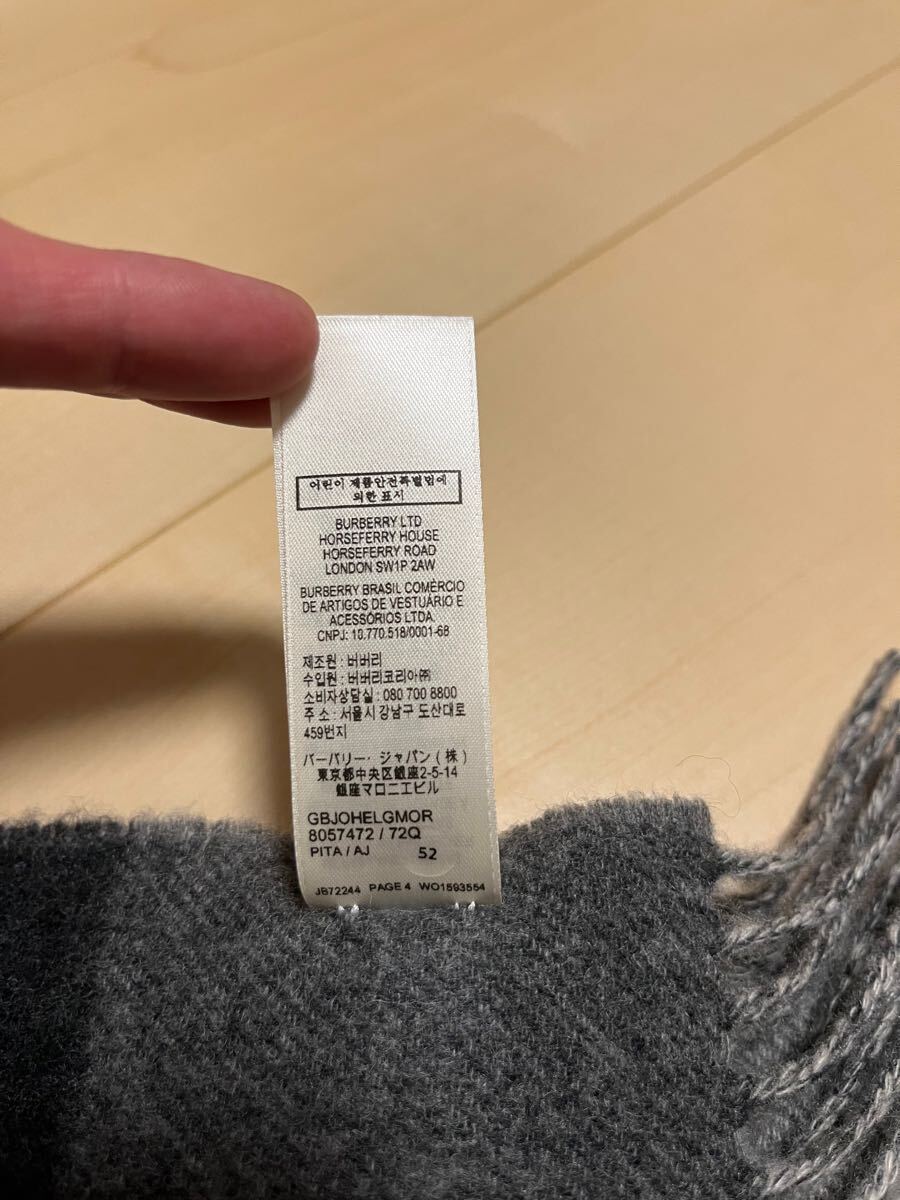 어린이 제품안전특별법에
의한 표시
BURBERRY LTD
HORSEFERRY HOUSE
HORSEFERRY ROAD
LONDON SW1P 2AW
BURBERRY BRASIL COMÉRCIO
DE ARTIGOS DE VESTUÁRIO E
ACESSÓRIOS LTDA
CNPJ: 10.770.518/0001-68
제조원 : 버버리
수입원 : 버버리코리아㈜
소비자상담실 : 080 700 8800
주 소 : 서울시 강남구 도산대로
459번지
バーバリー・ジャパン ( 株 )
東京都中央区銀座2-5-14
銀座マロニエビル
GBJOHELGMOR
8057472 / 72Q
PITA / AJ 52
JB72244 PAGE 4 WO1593554